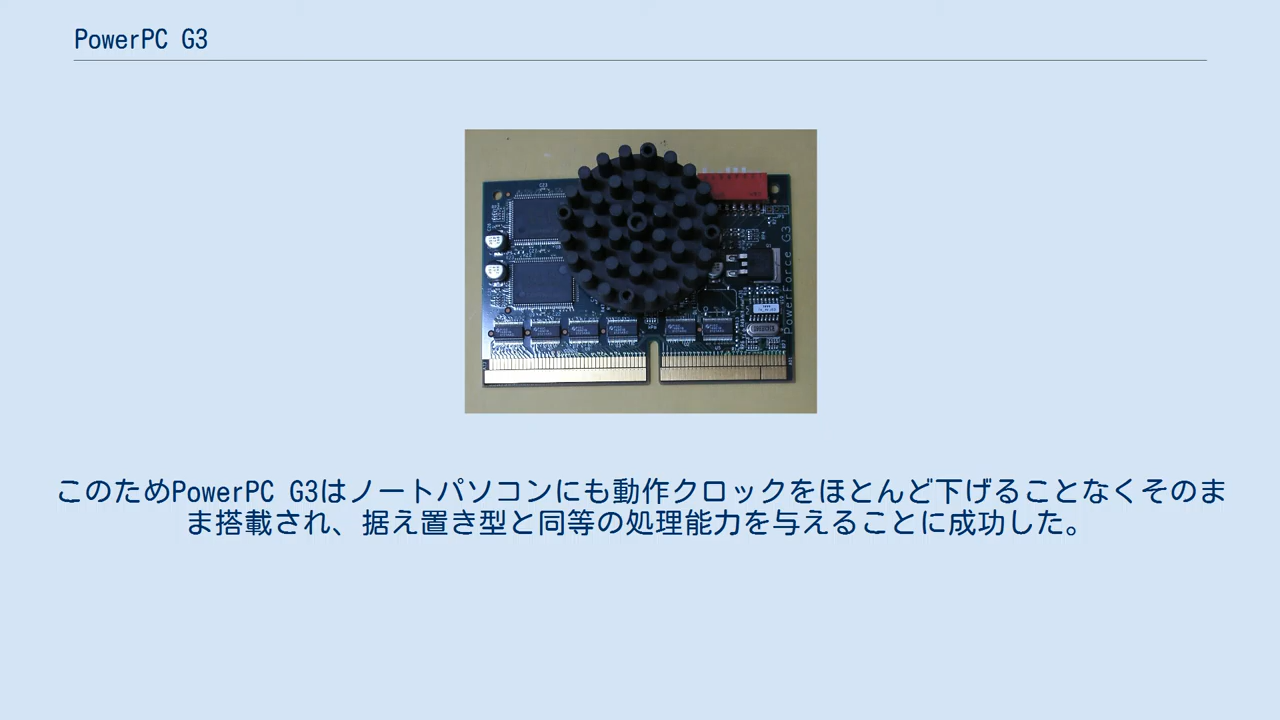 PowerPC G3
PowerForce G3
このためPowerPC G3はノートパソコンにも動作クロックをほとんど下げることなくそのま
ま搭載され、据え置き型と同等の処理能力を与えることに成功した。